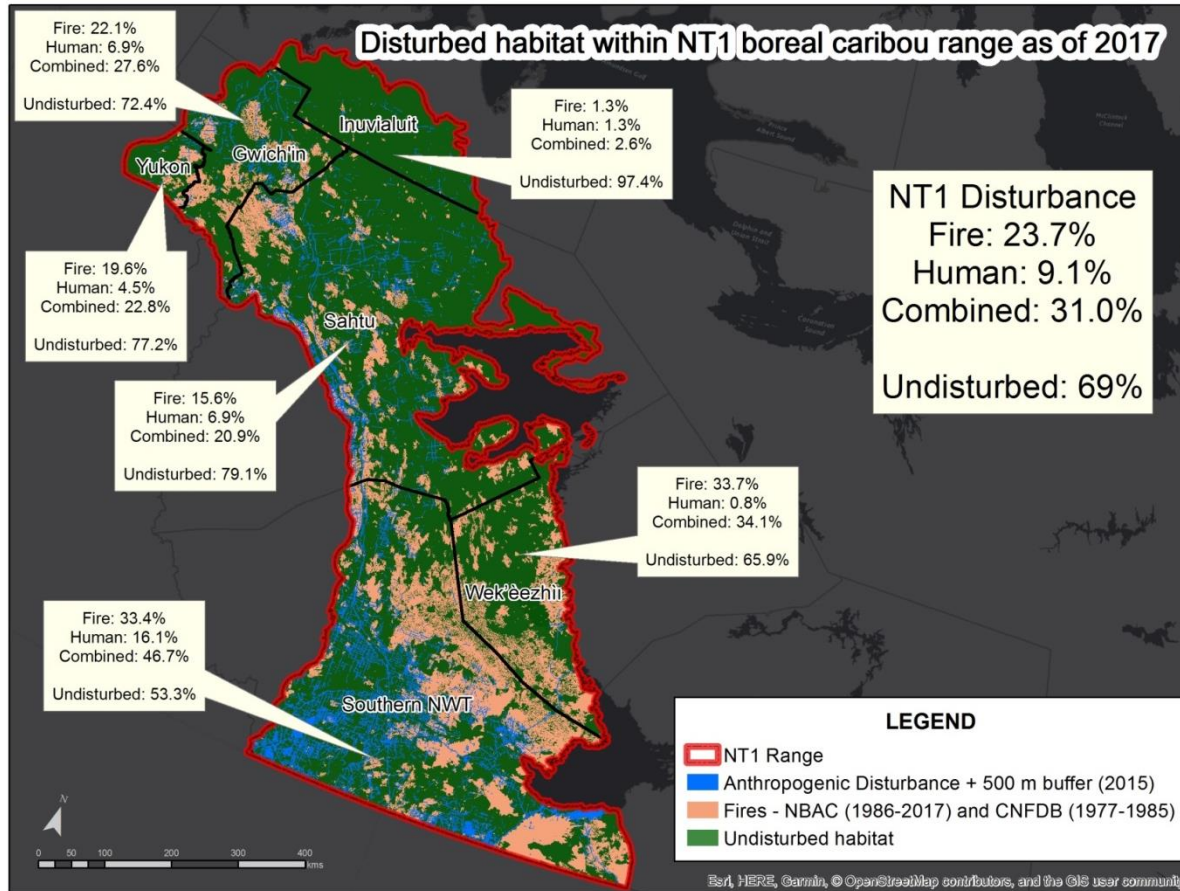 Disturbed habitat within NT1 boreal caribou range as of 2017
Fire: 22.1%
Human: 6.9%
Combined: 27.6%
Undisturbed: 72.4%
Fire: 1.3%
Human: 1.3%
Combined: 2.6%
Undisturbed: 97.4%
Inuvialuit
Gwich'in
Yukon
NT1 Disturbance
Fire: 23.7%
Human: 9.1%
Combined: 31.0%
Undisturbed: 69%
Fire: 19.6%
Human: 4.5%
Combined: 22.8%
Undisturbed: 77.2%
Sahtu
Fire: 15.6%
Human: 6.9%
Combined: 20.9%
Undisturbed: 79.1%
Fire: 33.7%
Human: 0.8%
Combined: 34.1%
Undisturbed: 65.9%
Wek'èezhìi
Fire: 33.4%
Human: 16.1%
Combined: 46.7%
Undisturbed: 53.3%
Southern NWT
LEGEND
NT1 Range
Anthropogenic Disturbance + 500 m buffer (2015)
Fires - NBAC (1986-2017) and CNFDB (1977-1985)
Undisturbed habitat
N
0 50 100 200 300 400
kms
Esri, HERE, Garmin, © OpenStreetMap contributors, and the GIS user communit